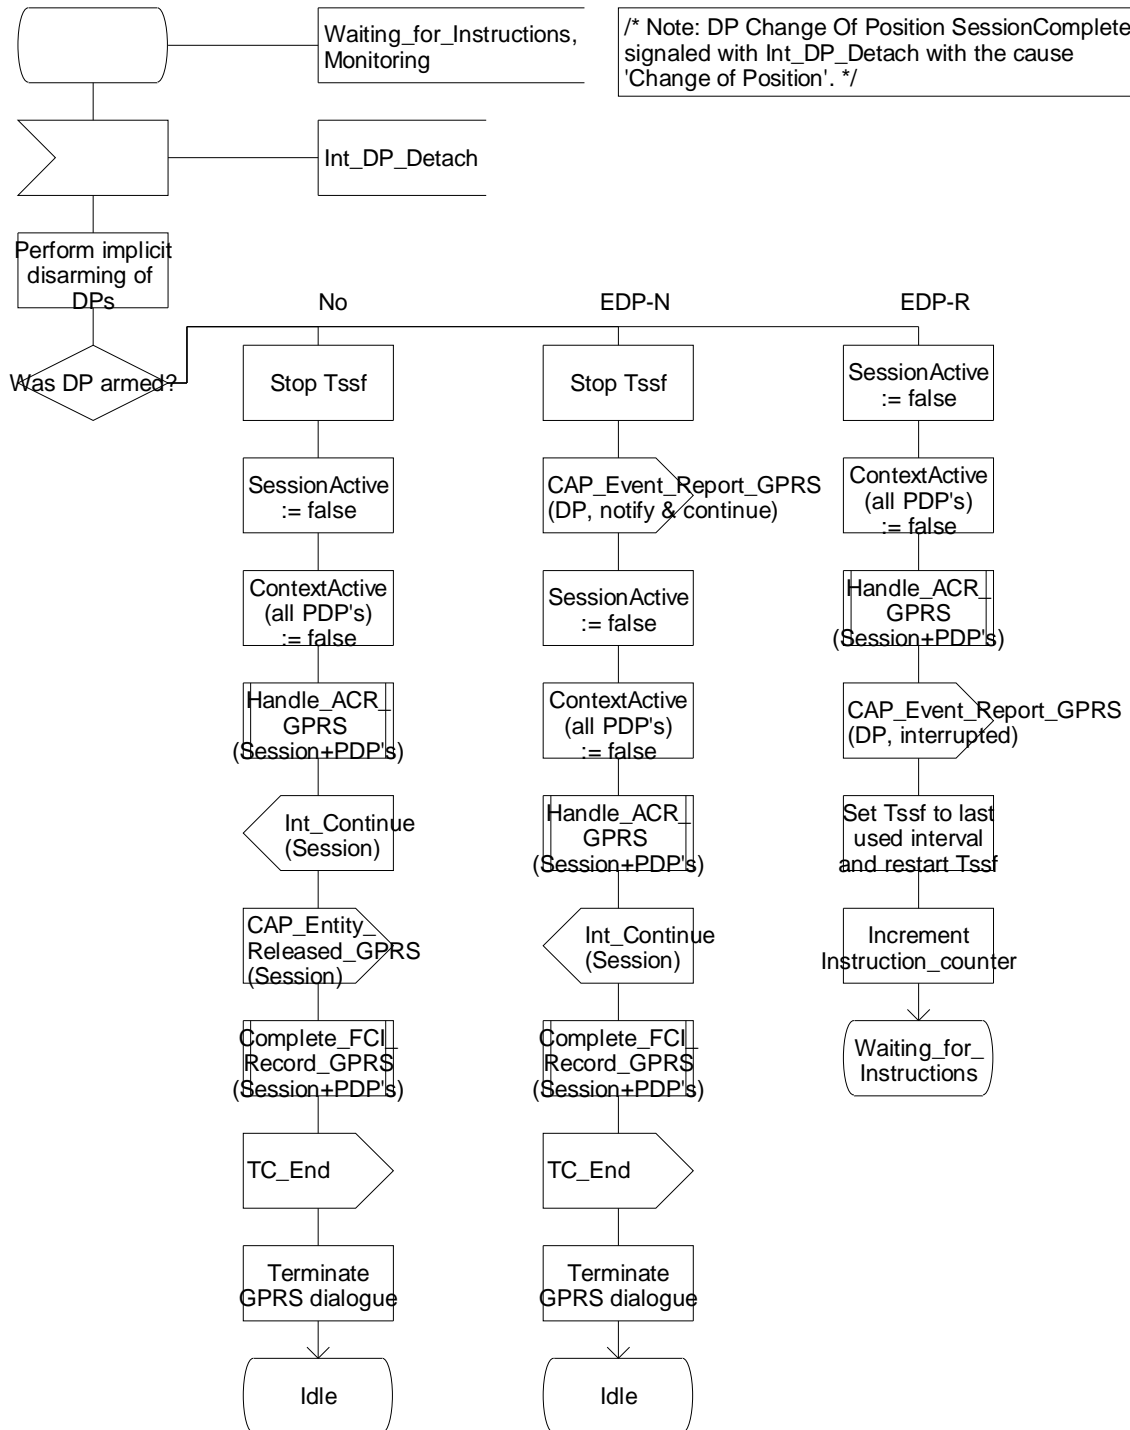 Waiting_for_Instructions,
Monitoring
/* Note: DP Change Of Position SessionComplete
signaled with Int_DP_Detach with the cause
'Change of Position'. */
Int_DP_Detach
Perform implicit
disarming of
DPs
Was DP armed?
No
Stop Tssf
SessionActive
:= false
ContextActive
(all PDP's)
:= false
Handle_ACR_
GPRS
(Session+PDP's)
Int_Continue
(Session)
CAP_Entity_
Released_GPRS
(Session)
Complete_FCI_
Record_GPRS
(Session+PDP's)
TC_End
Terminate
GPRS dialogue
Idle
EDP-N
Stop Tssf
CAP_Event_Report_GPRS
(DP, notify & continue)
SessionActive
:= false
ContextActive
(all PDP's)
:= false
Handle_ACR_
GPRS
(Session+PDP's)
Int_Continue
(Session)
Complete_FCI_
Record_GPRS
(Session+PDP's)
TC_End
Terminate
GPRS dialogue
Idle
EDP-R
SessionActive
:= false
ContextActive
(all PDP's)
:= false
Handle_ACR_
GPRS
(Session+PDP's)
CAP_Event_Report_GPRS
(DP, interrupted)
Set Tssf to last
used interval
and restart Tssf
Increment
Instruction_counter
Waiting_for_
Instructions